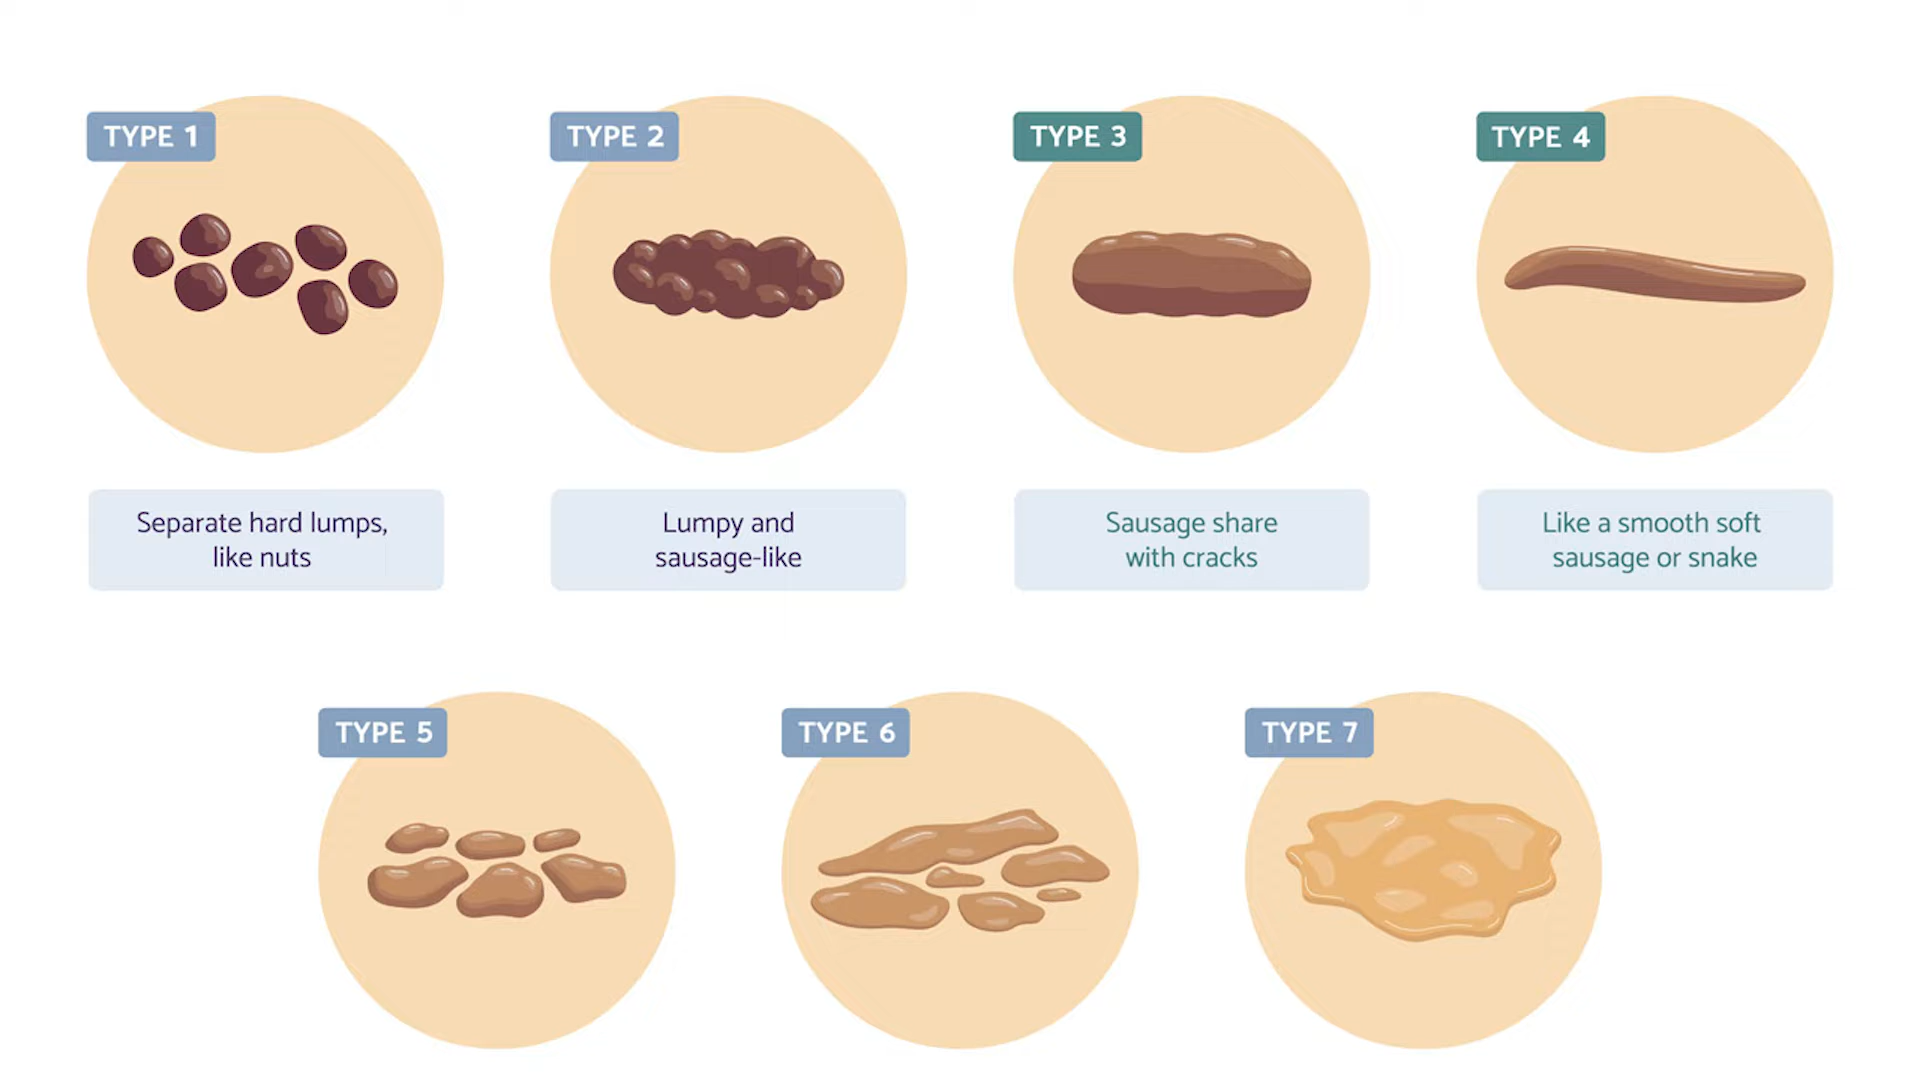 TYPE 1
TYPE 2
TYPE 3
TYPE 4
Separate hard lumps,
like nuts
Lumpy and
sausage-like
Sausage share
with cracks
Like a smooth soft
sausage or snake
TYPE 5
TYPE 6
TYPE 7